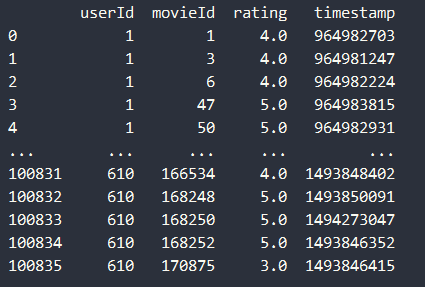 userId movieId rating timestamp
0 1 1 4.0 964982703
1 1 3 4.0 964981247
2 1 6 4.0 964982224
3 1 47 5.0 964983815
4 1 50 5.0 964982931
... ... ... ... ...
100831 610 166534 4.0 1493848402
100832 610 168248 5.0 1493850091
100833 610 168250 5.0 1494273047
100834 610 168252 5.0 1493846352
100835 610 170875 3.0 1493846415